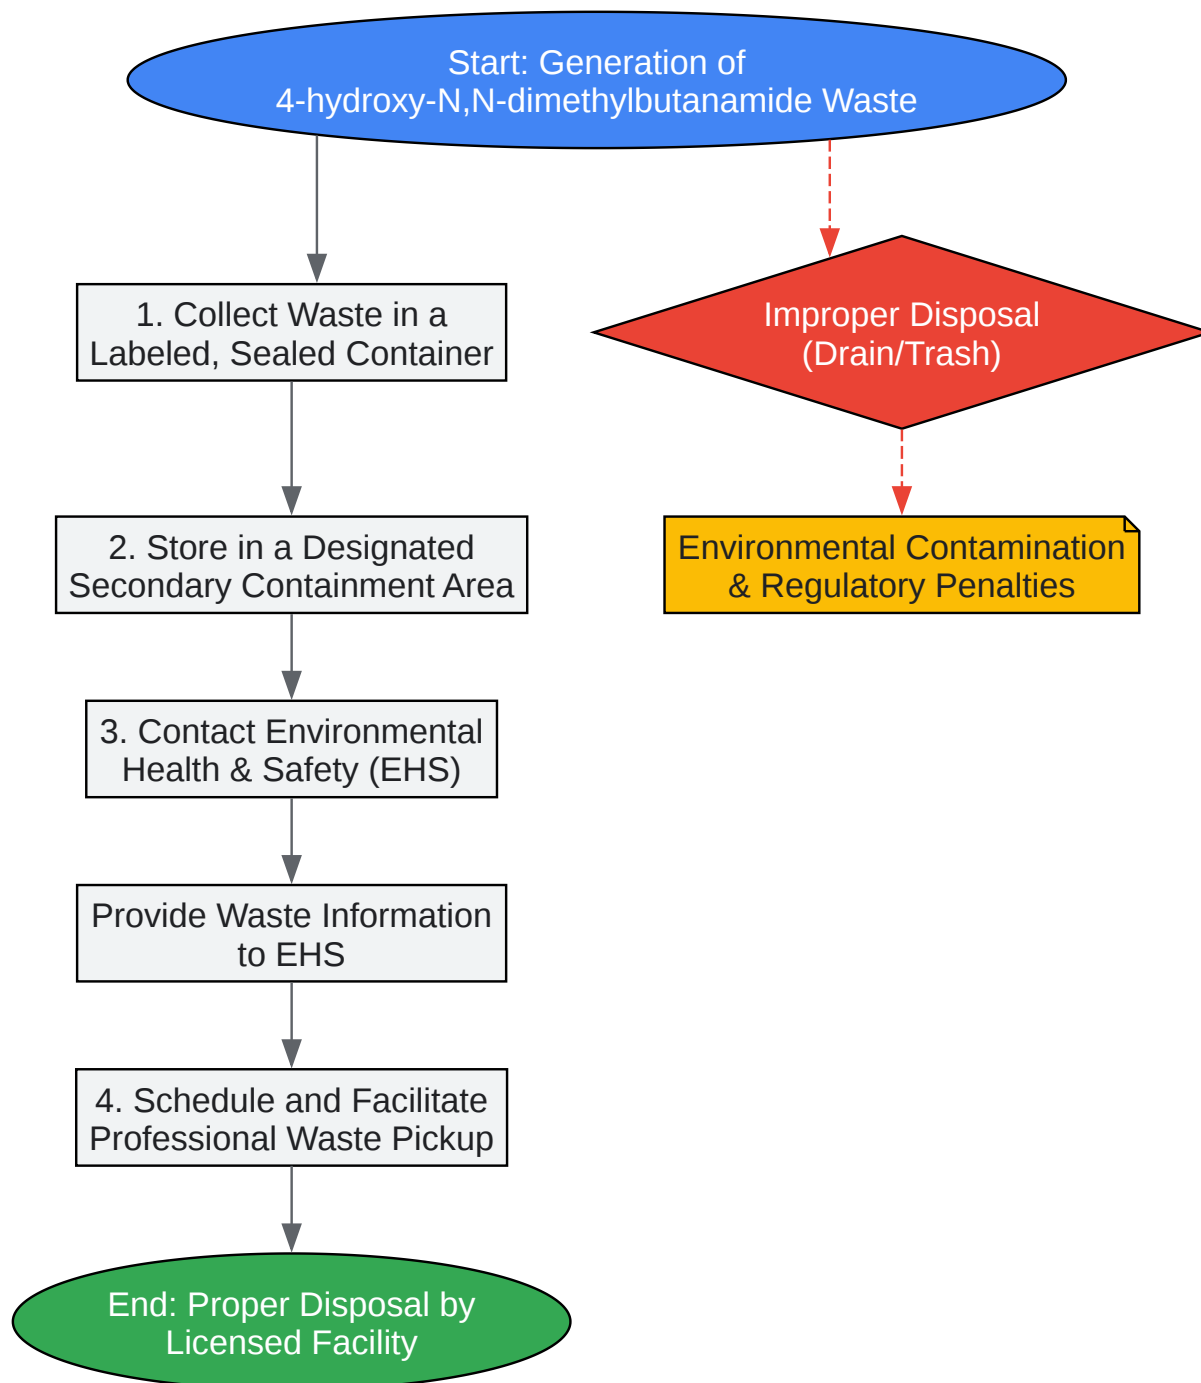 Start: Generation of
4-hydroxy-N,N-dimethylbutanamide Waste
1. Collect Waste in a
Labeled, Sealed Container
Improper Disposal
(Drain/Trash)
2. Store in a Designated
Secondary Containment Area
Environmental Contamination
& Regulatory Penalties
3. Contact Environmental
Health & Safety (EHS)
Provide Waste Information
to EHS
4. Schedule and Facilitate
Professional Waste Pickup
End: Proper Disposal by
Licensed Facility